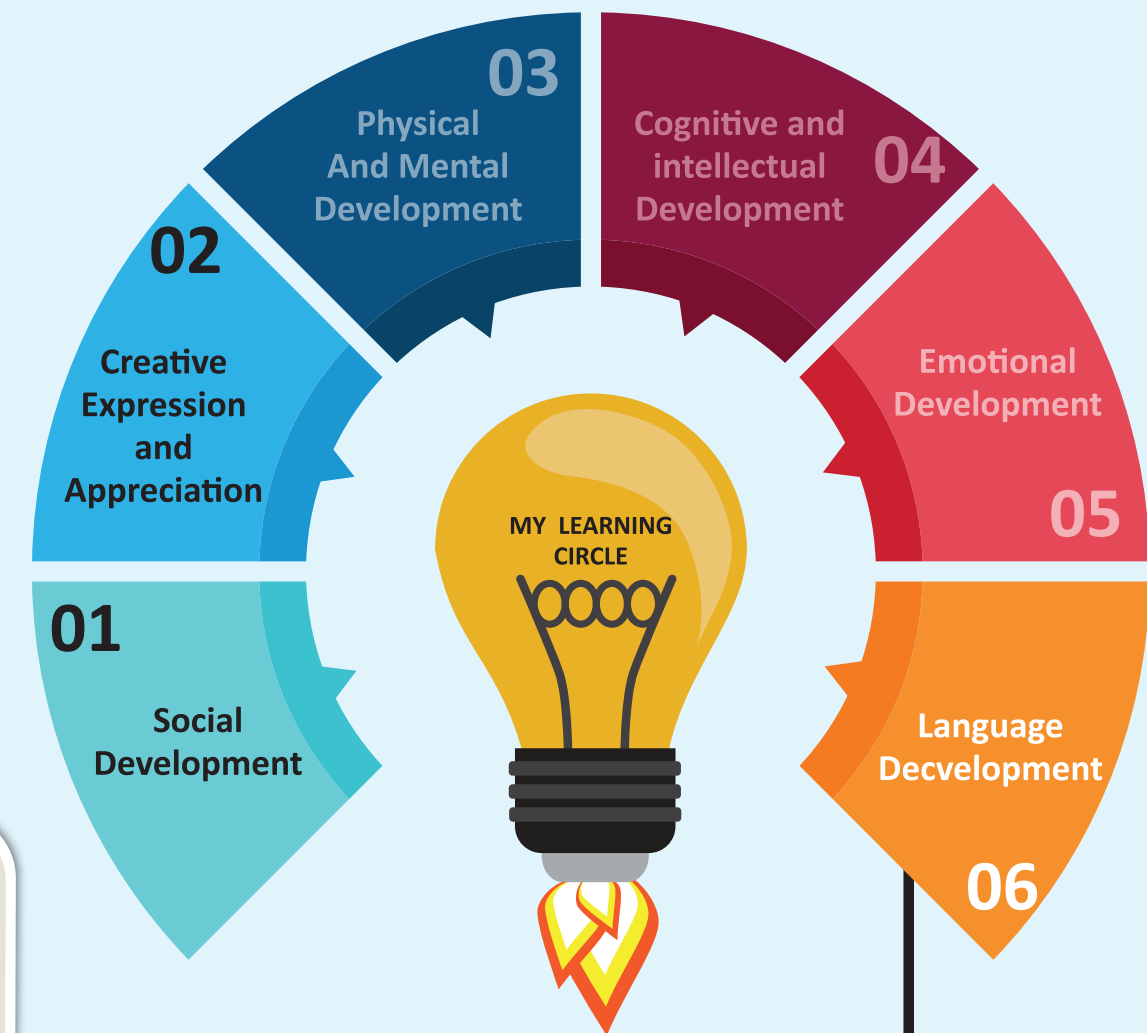 01
Social
Development
02
Creative
Expression
and
Appreciation
03
Physical
And Mental
Development
04
Cognitive and
intellectual
Development
Emotional
Development
05
Language
Decvelopment
06
MY LEARNING
CIRCLE